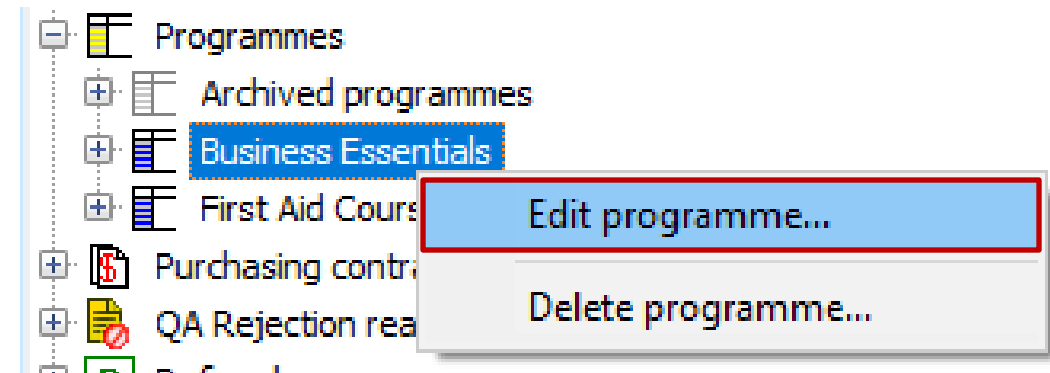 Programmes
Archived programmes
Business Essentials
First Aid Cours
Edit programme...
Purchasing contra
Delete programme...
QA Rejection rea